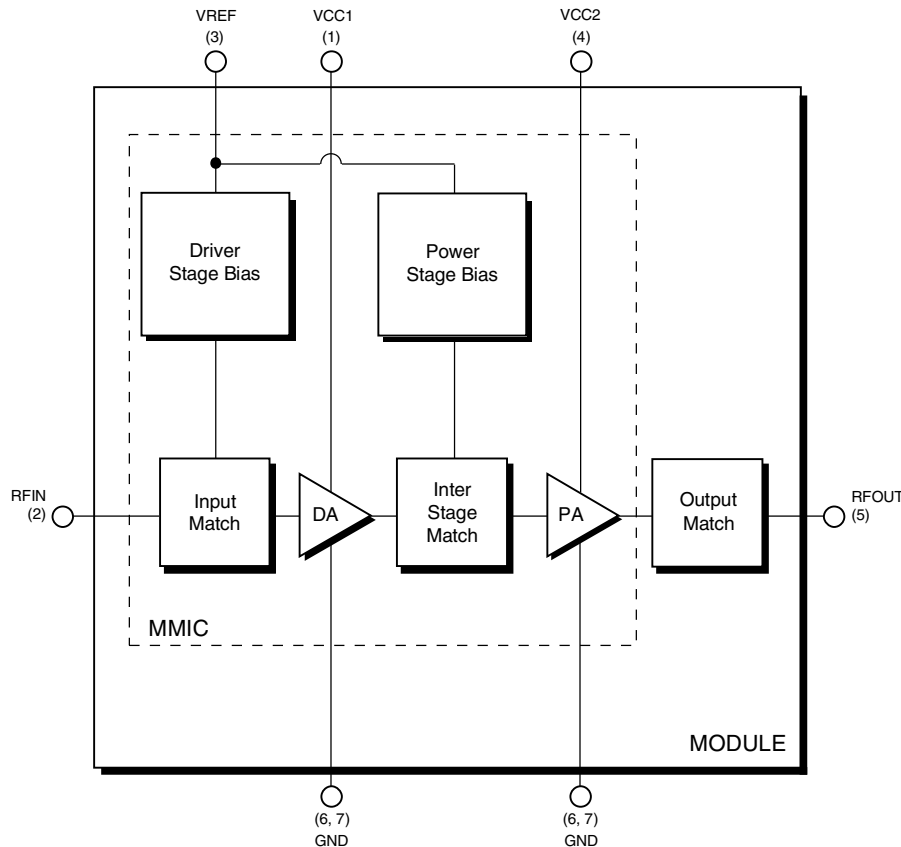 VREF
(3)
VCC1
(1)
VCC2
(4)
Driver
Stage Bias
Power
Stage Bias
RFIN
(2)
Input
Match
DA
Inter
Stage
Match
PA
Output
Match
RFOUT
(5)
MMIC
MODULE
(6, 7)
GND
(6, 7)
GND